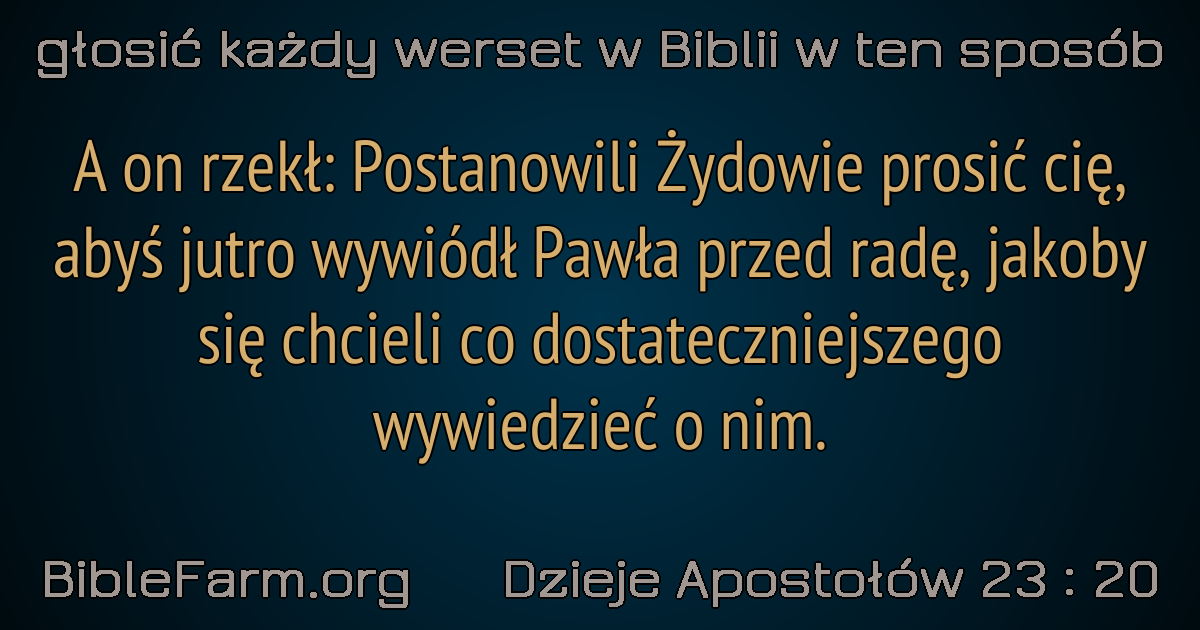 głosić każdy werset w Biblii w ten sposób
A on rzekł: Postanowili Żydowie prosić cię,
abyś jutro wywiódł Pawła przed radę, jakoby
się chcieli co dostateczniejszego
wywiedzieć o nim.
BibleFarm.org Dzieje Apostołów 23 : 20